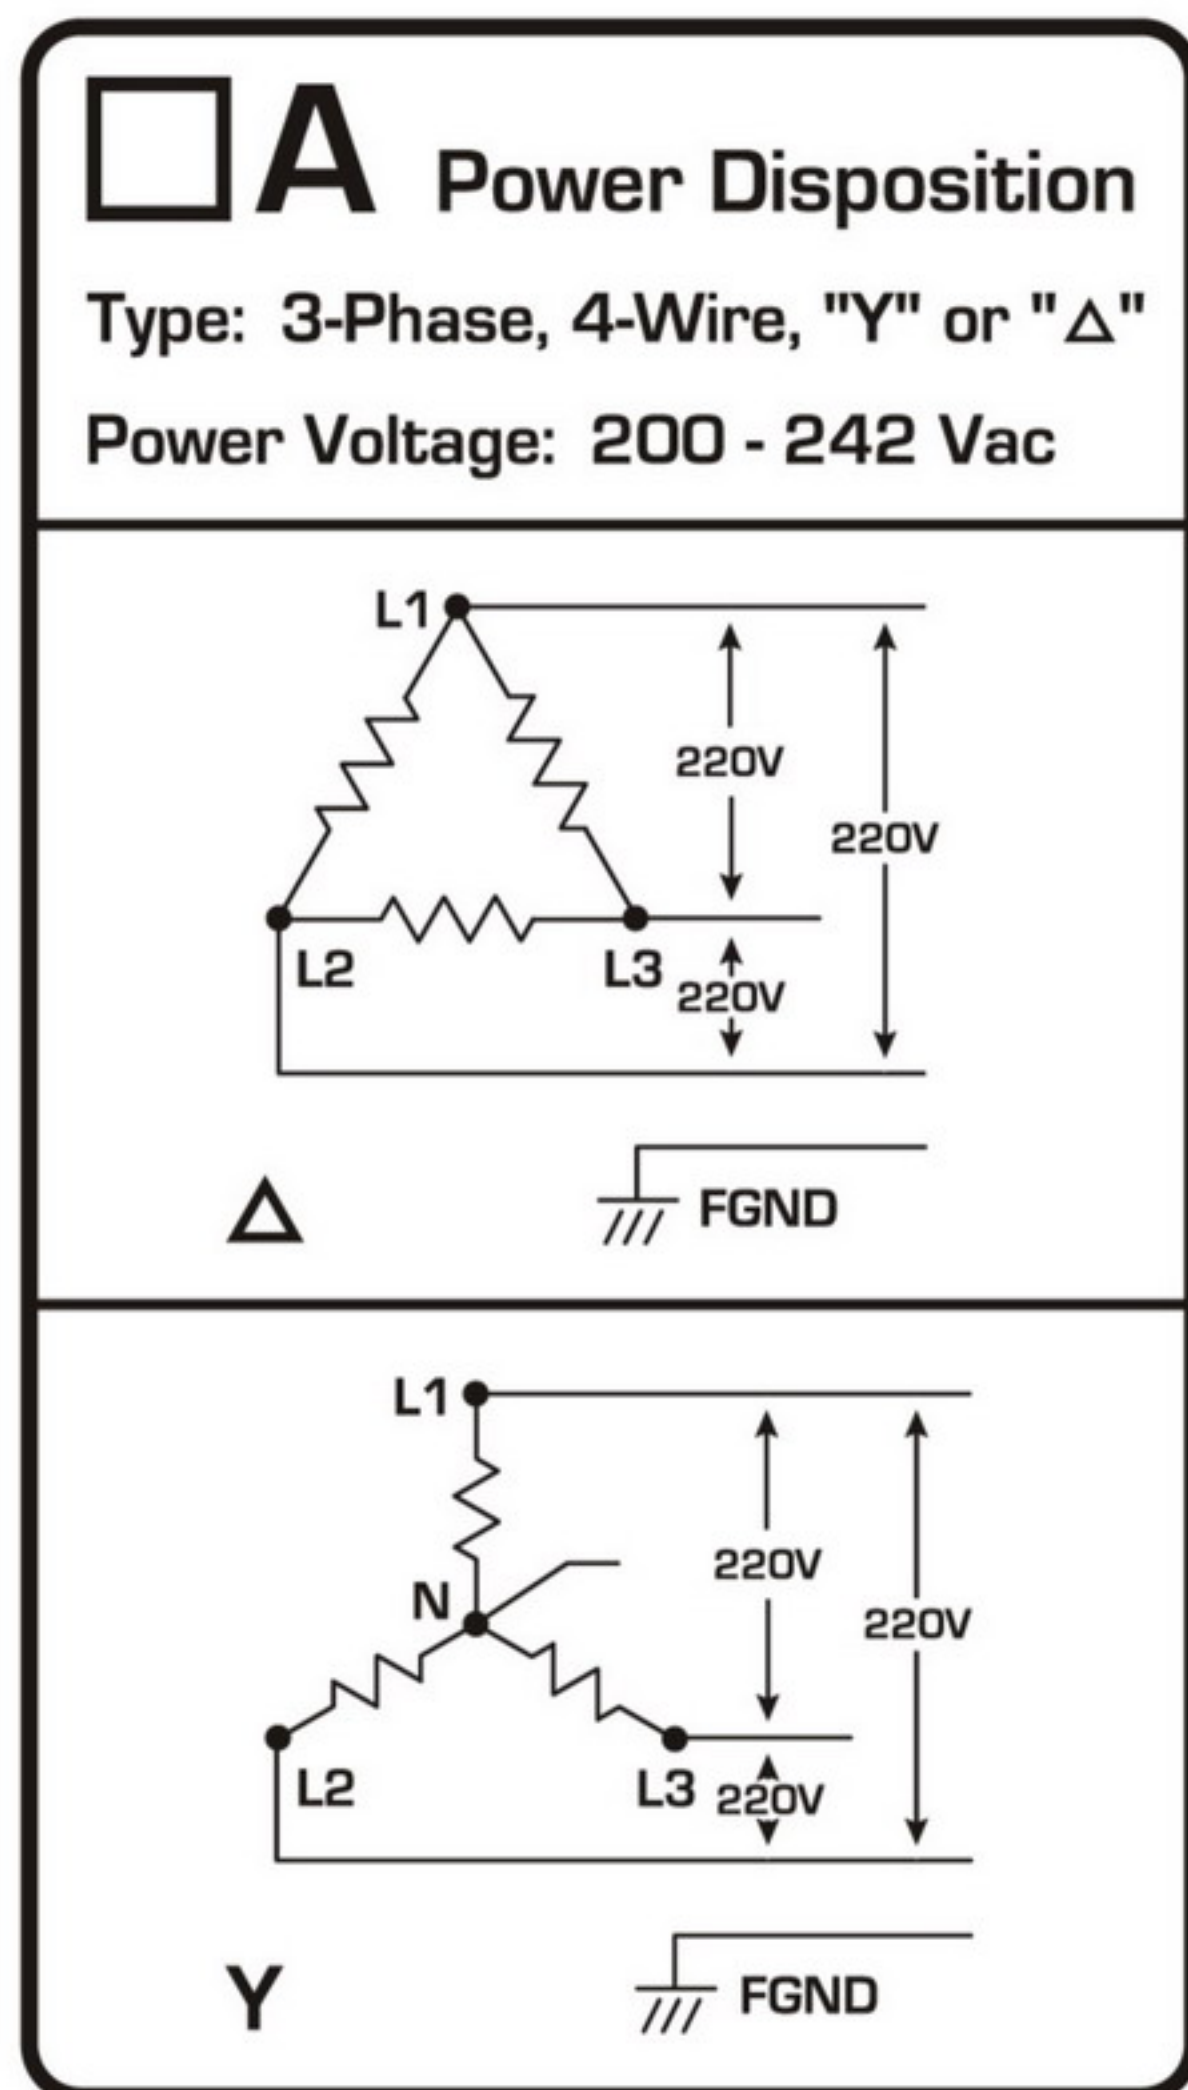 A Power Disposition
Type: 3-Phase, 4-Wire, "Y" or "△"
Power Voltage: 200 - 242 Vac
L1
220V
220V
L2
L3
220V
△
FGND
L1
220V
N
220V
L2
L3
220V
Y
FGND